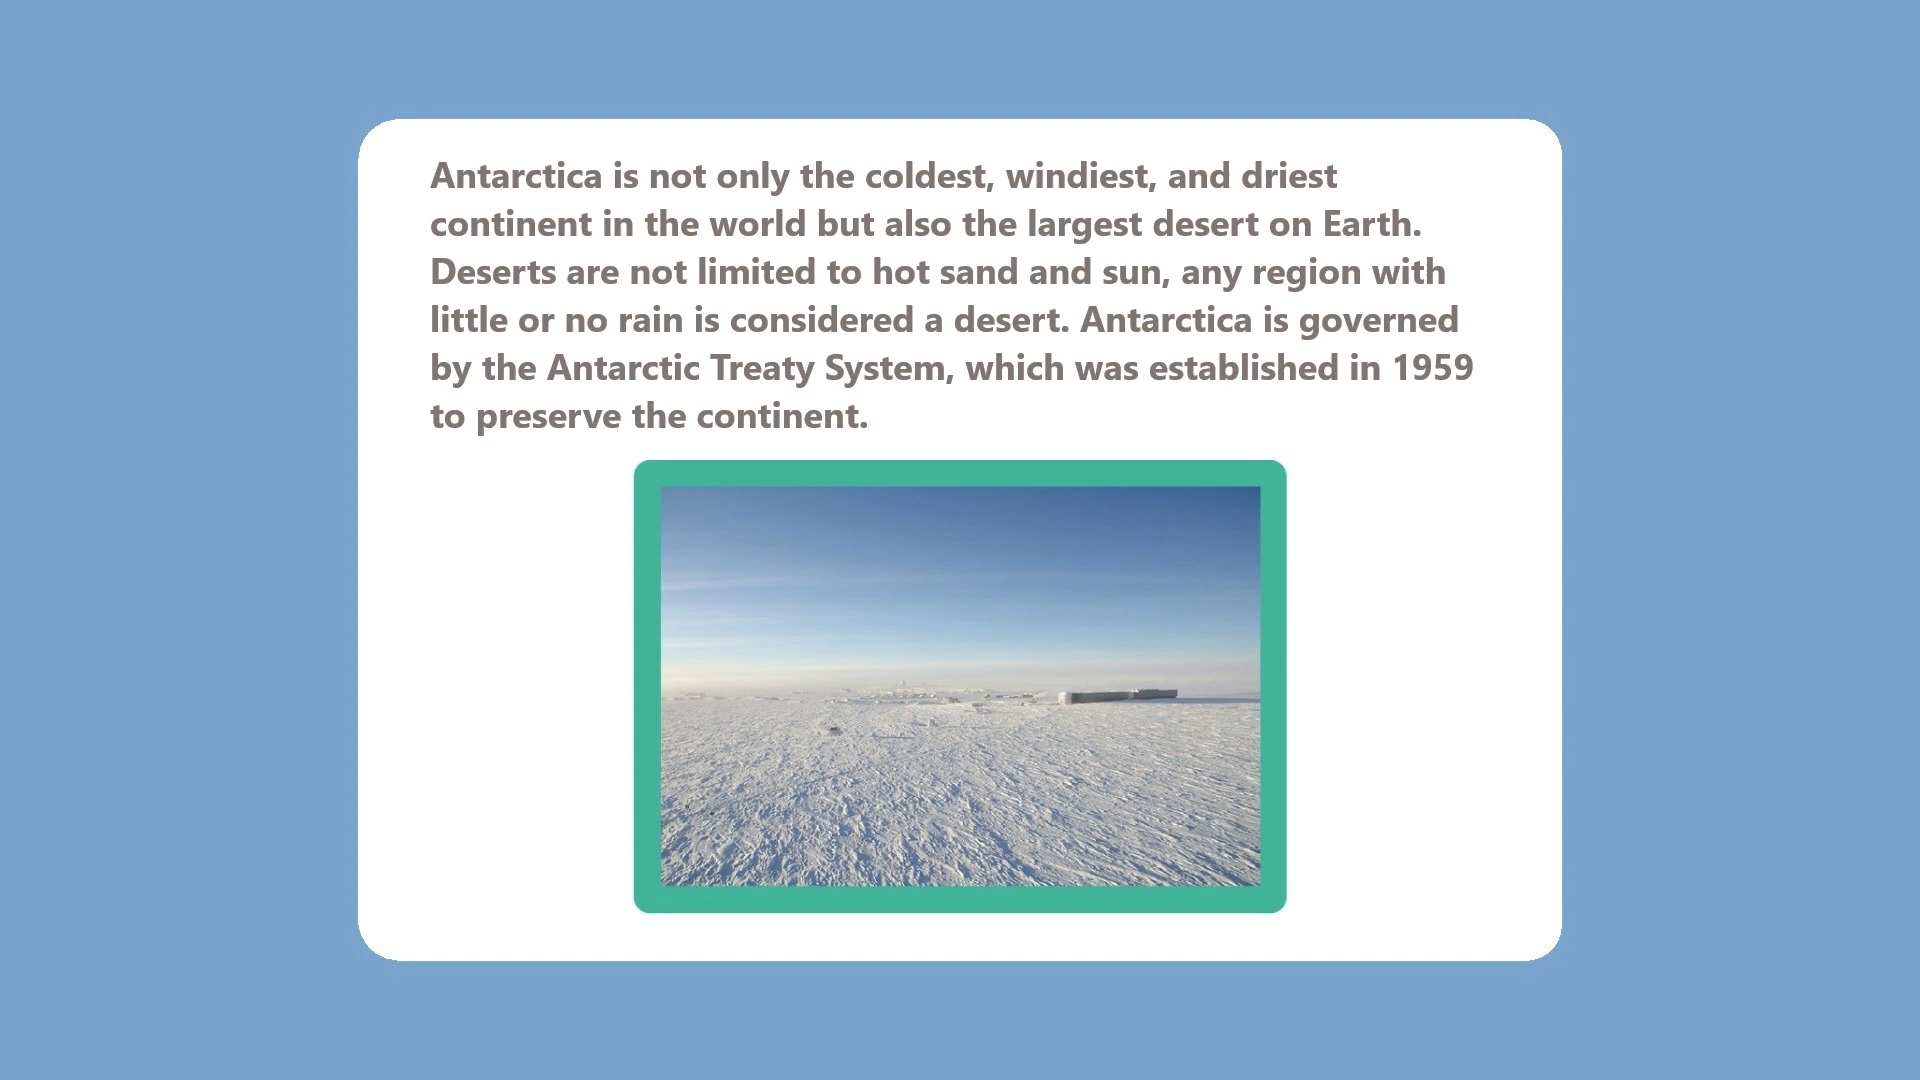 Antarctica is not only the coldest, windiest, and driest
continent in the world but also the largest desert on Earth.
Deserts are not limited to hot sand and sun, any region with
little or no rain is considered a desert. Antarctica is governed
by the Antarctic Treaty System, which was established in 1959
to preserve the continent.